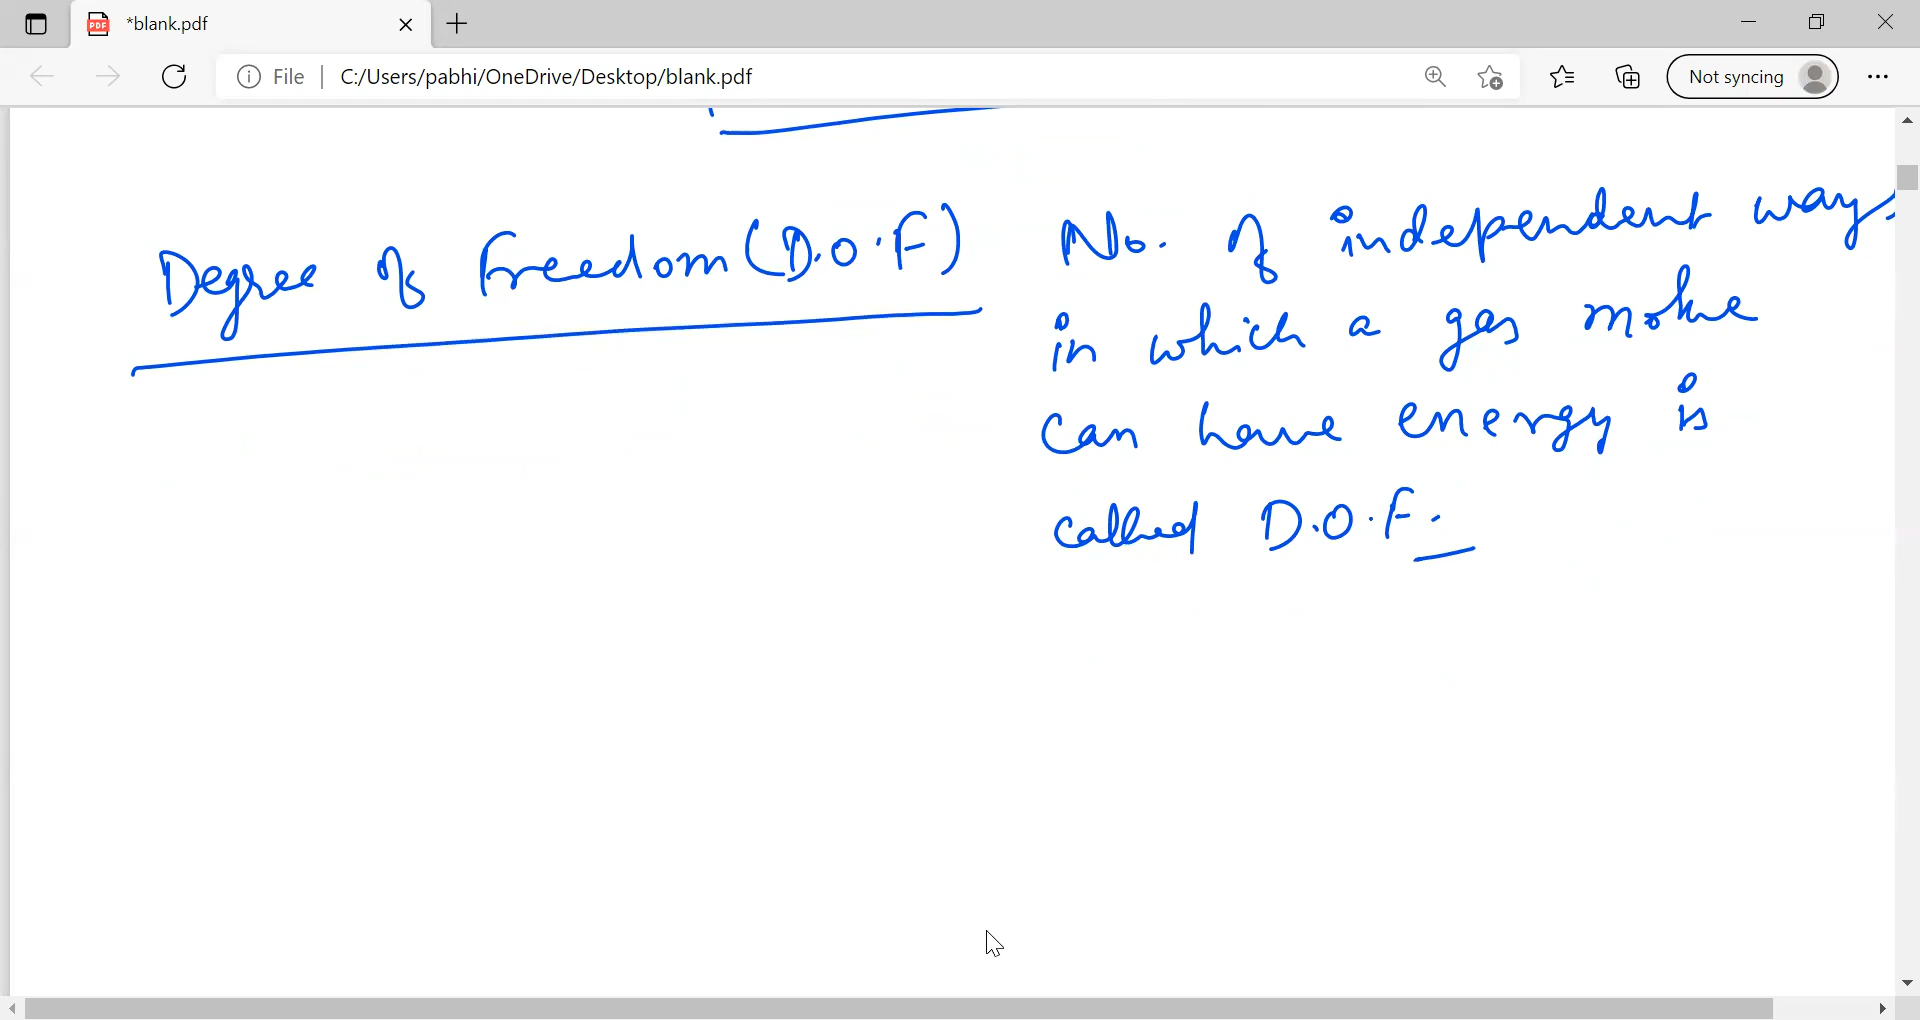 *blank.pdf
File
C:/Users/pabhi/OneDrive/Desktop/blank.pdf
Not syncing
Degree of freedom (D.O.F) No. of independent ways
in which a gas
can have energy is
called D.O.F.